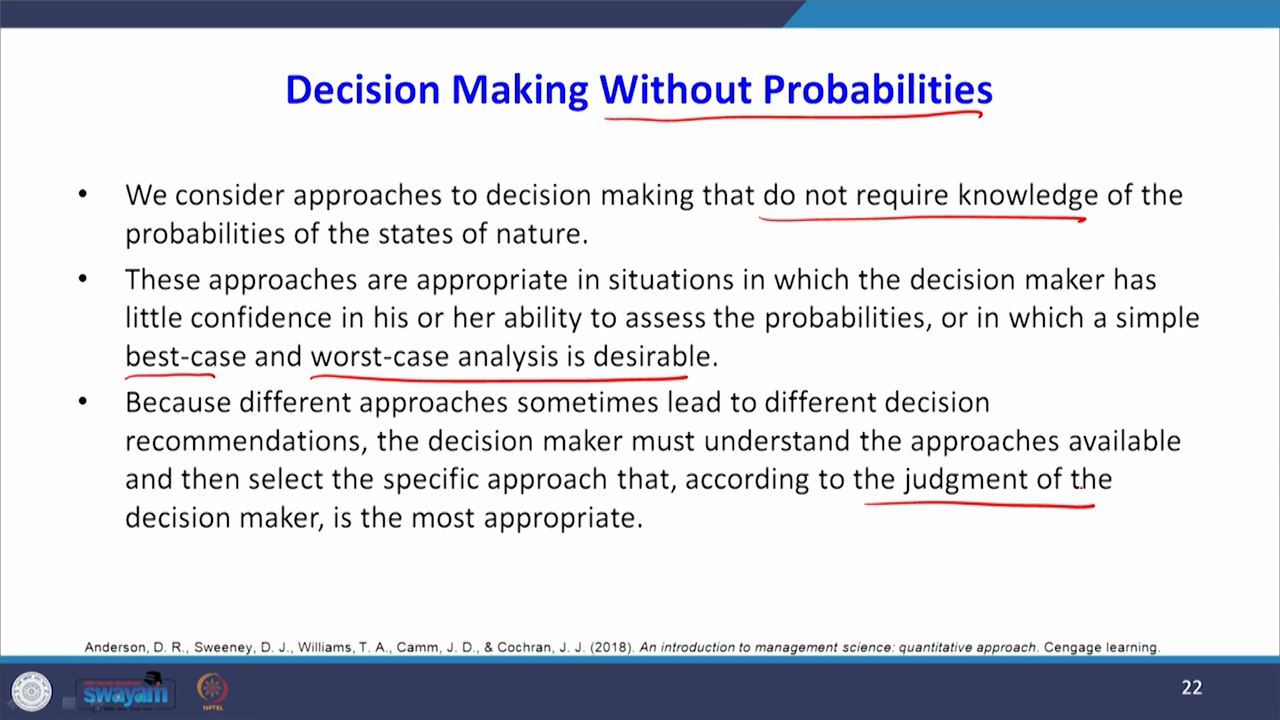 Decision Making Without Probabilities
• We consider approaches to decision making that do not require knowledge of the
probabilities of the states of nature.
• These approaches are appropriate in situations in which the decision maker has
little confidence in his or her ability to assess the probabilities, or in which a simple
best-case and worst-case analysis is desirable.
• Because different approaches sometimes lead to different decision
recommendations, the decision maker must understand the approaches available
and then select the specific approach that, according to the judgment of the
decision maker, is the most appropriate.
Anderson, D. R., Sweeney, D. J., Williams, T. A., Camm, J. D., & Cochran, J. J. (2018). An introduction to management science: quantitative approach. Cengage learning.
swayam
NPTEL
22